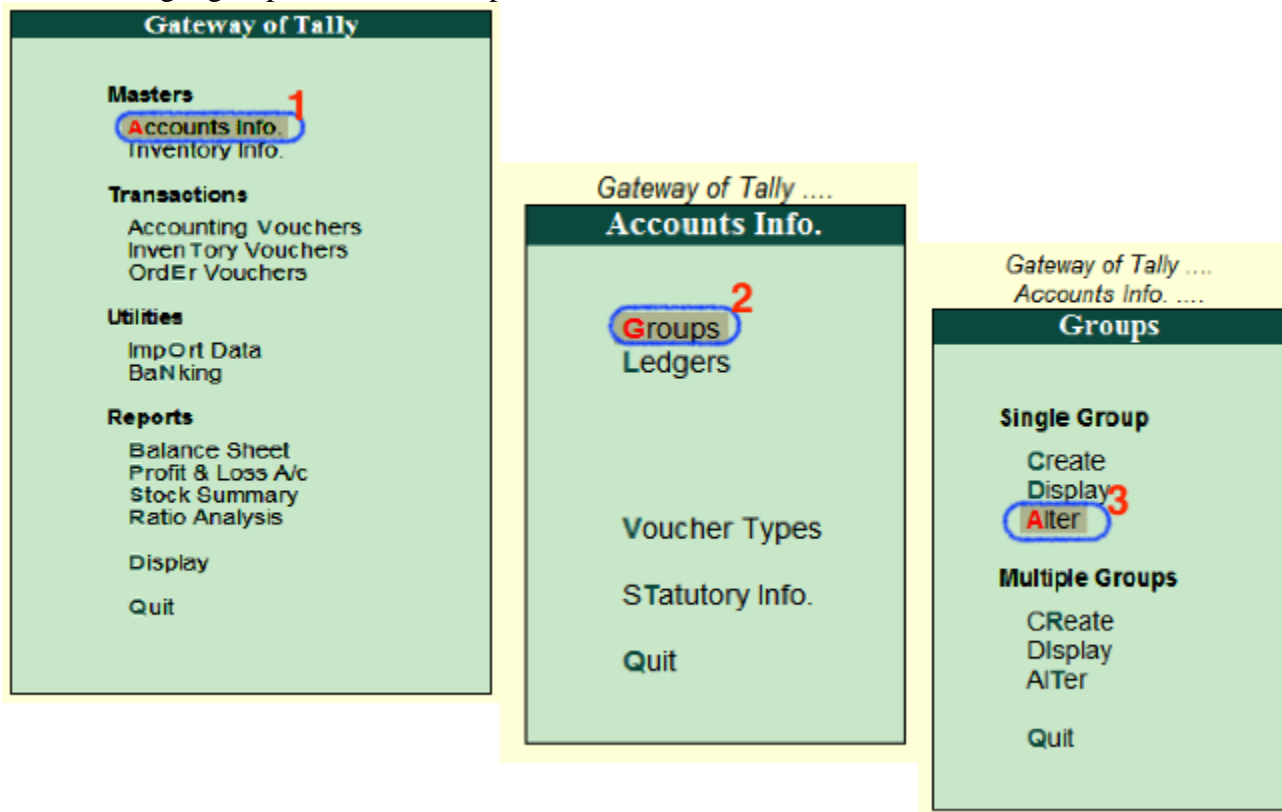 Gateway of Tally
Masters
1
Accounts Info.
Inventory Info.
Transactions
Accounting Vouchers
InvenTory Vouchers
OrdEr Vouchers
Utilities
ImpOrt Data
BaNking
Reports
Balance Sheet
Profit & Loss A/c
Stock Summary
Ratio Analysis
Display
Quit
Gateway of Tally ....
Accounts Info.
2
Groups
Ledgers
Voucher Types
STatutory Info.
Quit
Gateway of Tally ....
Accounts Info. ....
Groups
Single Group
Create
Display
3
Alter
Multiple Groups
CReate
DIsplay
AlTer
Quit